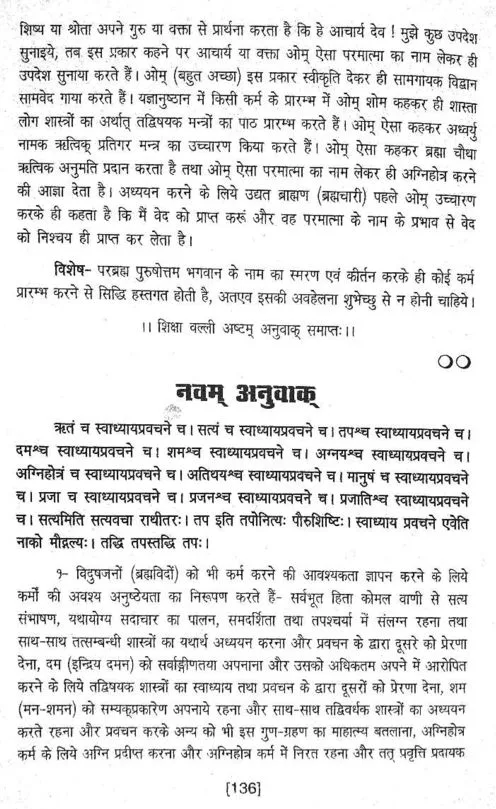 शिष्य या श्रोता अपने गुरु या वक्ता से प्रार्थना करता है कि हे आचार्य देव ! मुझे कुछ उपदेश
सुनाइये, तब इस प्रकार कहने पर आचार्य या वक्ता ओम् ऐसा परमात्मा का नाम लेकर ही
उपदेश सुनाया करते हैं। ओम् (बहुत अच्छा) इस प्रकार स्वीकृति देकर ही सामगायक विद्वान
सामवेद गाया करते हैं। यज्ञानुष्ठान में किसी कर्म के प्रारम्भ में ओम् शोम कहकर ही शास्ता
लोग शास्त्रों का अर्थात् तद्विषयक मन्त्रों का पाठ प्रारम्भ करते हैं। ओम् ऐसा कहकर अध्वर्यु
नामक ऋत्विक् प्रतिगर मन्त्र का उच्चारण किया करते हैं। ओम् ऐसा कहकर ब्रह्मा चौथा
ऋत्विक अनुमति प्रदान करता है तथा ओम् ऐसा परमात्मा का नाम लेकर ही अग्निहोत्र करने
की आज्ञा देता है। अध्ययन करने के लिये उद्यत ब्राह्मण (ब्रह्मचारी) पहले ओम् उच्चारण
करके ही कहता है कि मैं वेद को प्राप्त करूं और वह परमात्मा के नाम के प्रभाव से वेद
को निश्चय ही प्राप्त कर लेता है।
विशेष- परब्रह्म पुरुषोत्तम भगवान के नाम का स्मरण एवं कीर्तन करके ही कोई कर्म
प्रारम्भ करने से सिद्धि हस्तगत होती है, अतएव इसकी अवहेलना शुभेच्छु से न होनी चाहिये।
।। शिक्षा वल्ली अष्टम् अनुवाक् समाप्तः।।
नवम् अनुवाक्
ऋतं च स्वाध्यायप्रवचने च। सत्यं च स्वाध्यायप्रवचने च। तपश्च स्वाध्यायप्रवचने च।
दमश्च स्वाध्यायप्रवचने च। शमश्च स्वाध्यायप्रवचने च। अग्नयश्च स्वाध्यायप्रवचने च।
अग्निहोत्रं च स्वाध्यायप्रवचने च। अतिथयश्च स्वाध्यायप्रवचने च। मानुषं च स्वाध्यायप्रवचने
च। प्रजा च स्वाध्यायप्रवचने च। प्रजनश्च स्वाध्यायप्रवचने च। प्रजातिश्च स्वाध्यायप्रवचने
च। सत्यमिति सत्यवचा राथीतरः। तप इति तपोनित्यः पौरुशिष्टिः। स्वाध्याय प्रवचने एवेति
नाको मौद्गल्यः। तद्धि तपस्तद्धि तपः।
१- विदुषजनों (ब्रह्मविदों) को भी कर्म करने की आवश्यकता ज्ञापन करने के लिये
कर्मों की अवश्य अनुष्ठेयता का निरूपण करते हैं- सर्वभूत हिता कोमल वाणी से सत्य
संभाषण, यथायोग्य सदाचार का पालन, समदर्शिता तथा तपश्चर्या में संलग्न रहना तथा
साथ-साथ तत्सम्बन्धी शास्त्रों का यथार्थ अध्ययन करना और प्रवचन के द्वारा दूसरे को प्रेरणा
देना, दम (इन्द्रिय दमन) को सर्वाङ्गीणतया अपनाना और उसको अधिकतम अपने में आरोपित
करने के लिये तद्विषयक शास्त्रों का स्वाध्याय तथा प्रवचन के द्वारा दूसरों को प्रेरणा देना, शम
(मन-शमन) को सम्यक्प्रकारेण अपनाये रहना और साथ-साथ तद्विवर्धक शास्त्रों का अध्ययन
करते रहना और प्रवचन करके अन्य को भी इस गुण-ग्रहण का माहात्म्य बतलाना, अग्निहोत्र
कर्म के लिये अग्नि प्रदीप्त करना और अग्निहोत्र कर्म में निरत रहना और तत् प्रवृत्ति प्रदायक
[136]